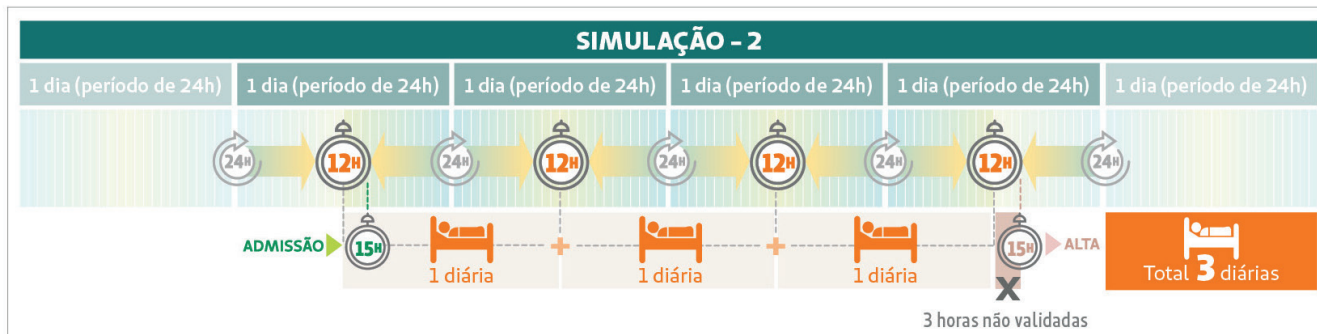 SIMULAÇÃO – 2
1 dia (período de 24h) 1 dia (período de 24h) 1 dia (período de 24h) 1 dia (período de 24h) 1 dia (período de 24h) 1 dia (período de 24h)
24H 12H 24H 12H 24H 12H 24H 12H 24H
ADMISSÃO 15H + + 15H ALTA
1 diária 1 diária 1 diária Total 3 diárias
X
3 horas não validadas